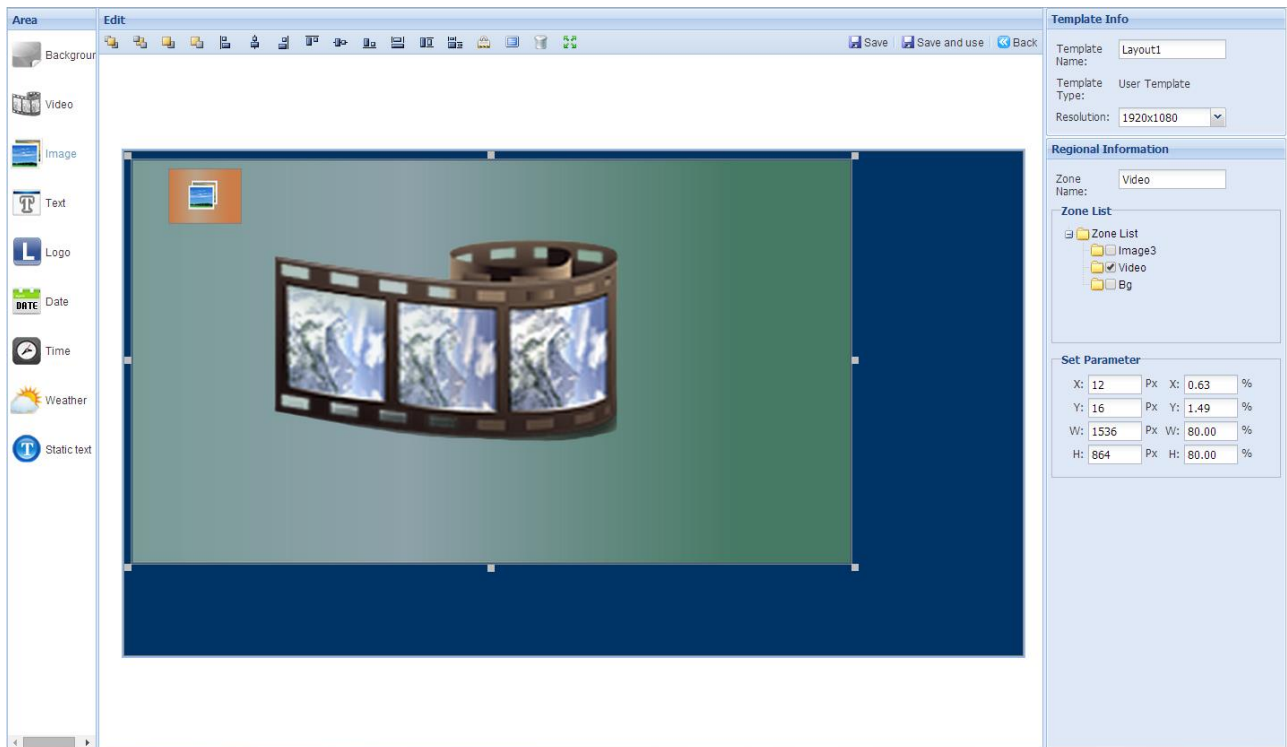 Area
Backgroun
Video
Image
T
Text
L
Logo
DATE
Date
Time
Weather
T
Static text
Edit
Save
Save and use
Back
Template Info
Template Name:
Layout1
Template Type:
User Template
Resolution:
1920x1080
Regional Information
Zone Name:
Video
Zone List
Zone List
Image3
Video
Bg
Set Parameter
X: 12 Px X: 0.63 %
Y: 16 Px Y: 1.49 %
W: 1536 Px W: 80.00 %
H: 864 Px H: 80.00 %